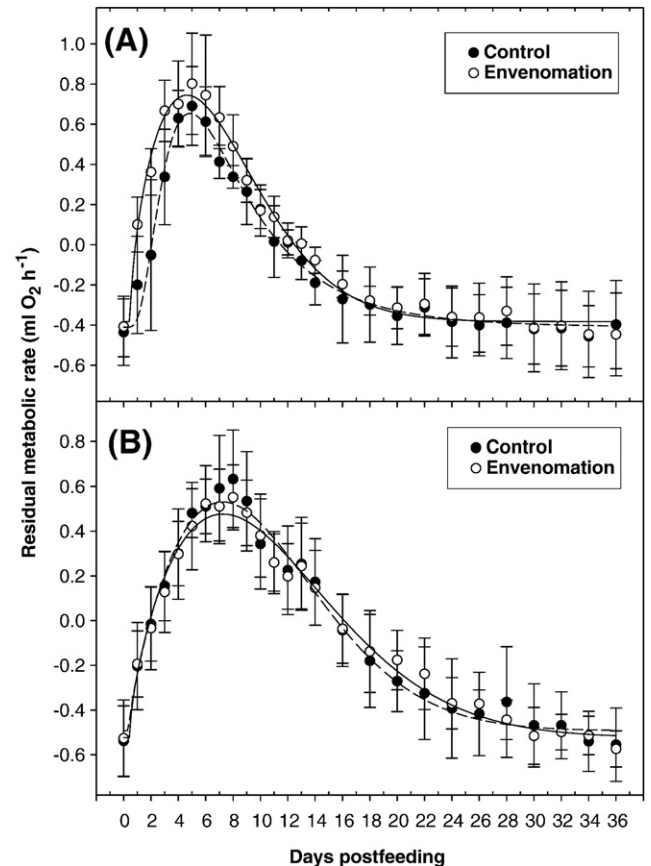 (A)
Control
Envenomation
1.0
0.8
0.6
0.4
0.2
0.0
-0.2
-0.4
-0.6
Residual metabolic rate (ml O₂ h⁻¹)
(B)
Control
Envenomation
0.8
0.6
0.4
0.2
0.0
-0.2
-0.4
-0.6
0 2 4 6 8 10 12 14 16 18 20 22 24 26 28 30 32 34 36
Days postfeeding